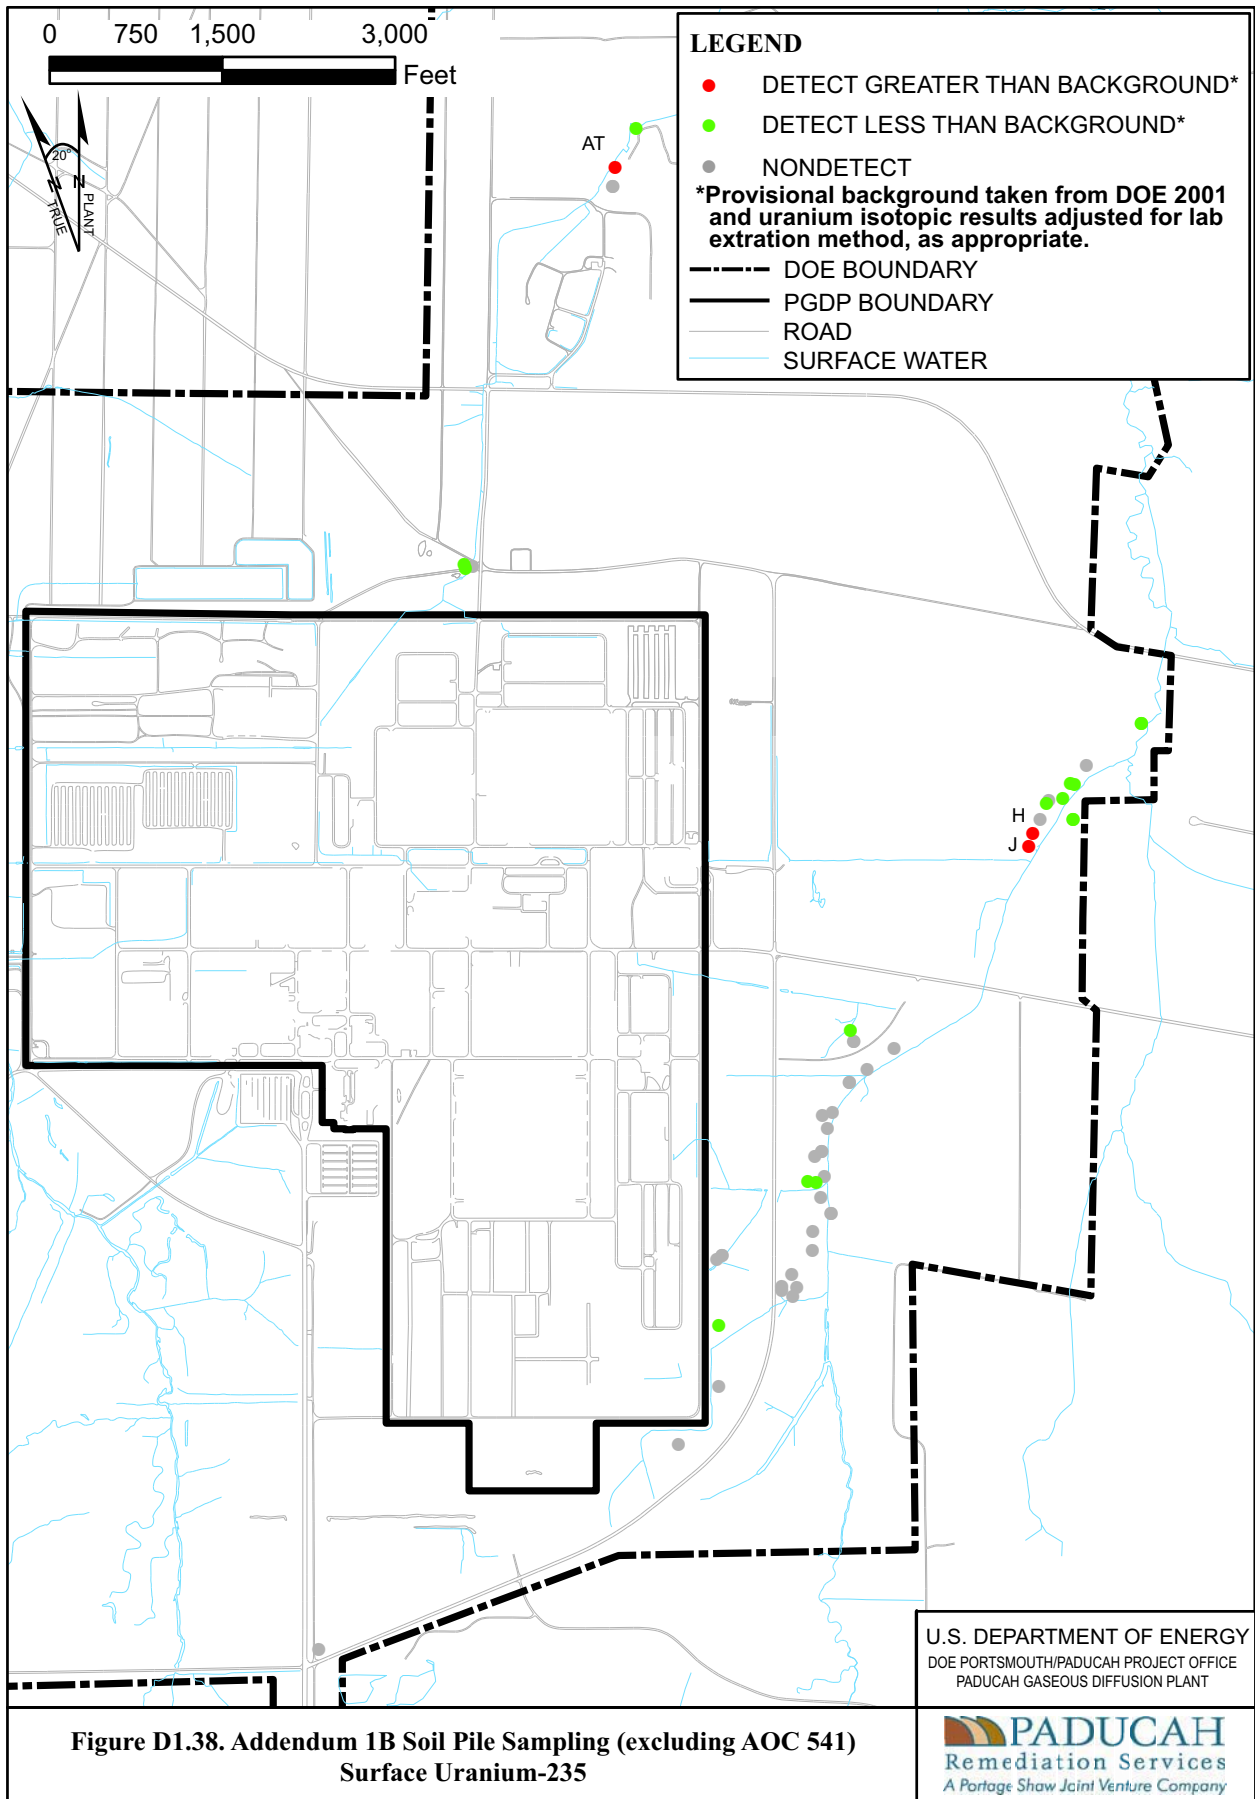 0 750 1,500 3,000
Feet
20°
N N
TRUE
PLANT
LEGEND
DETECT GREATER THAN BACKGROUND*
DETECT LESS THAN BACKGROUND*
NONDETECT
*Provisional background taken from DOE 2001
and uranium isotopic results adjusted for lab
extration method, as appropriate.
DOE BOUNDARY
PGDP BOUNDARY
ROAD
SURFACE WATER
AT
H
J
U.S. DEPARTMENT OF ENERGY
DOE PORTSMOUTH/PADUCAH PROJECT OFFICE
PADUCAH GASEOUS DIFFUSION PLANT
Figure D1.38. Addendum 1B Soil Pile Sampling (excluding AOC 541)
Surface Uranium-235
PADUCAH
Remediation Services
A Portage Shaw Joint Venture Company